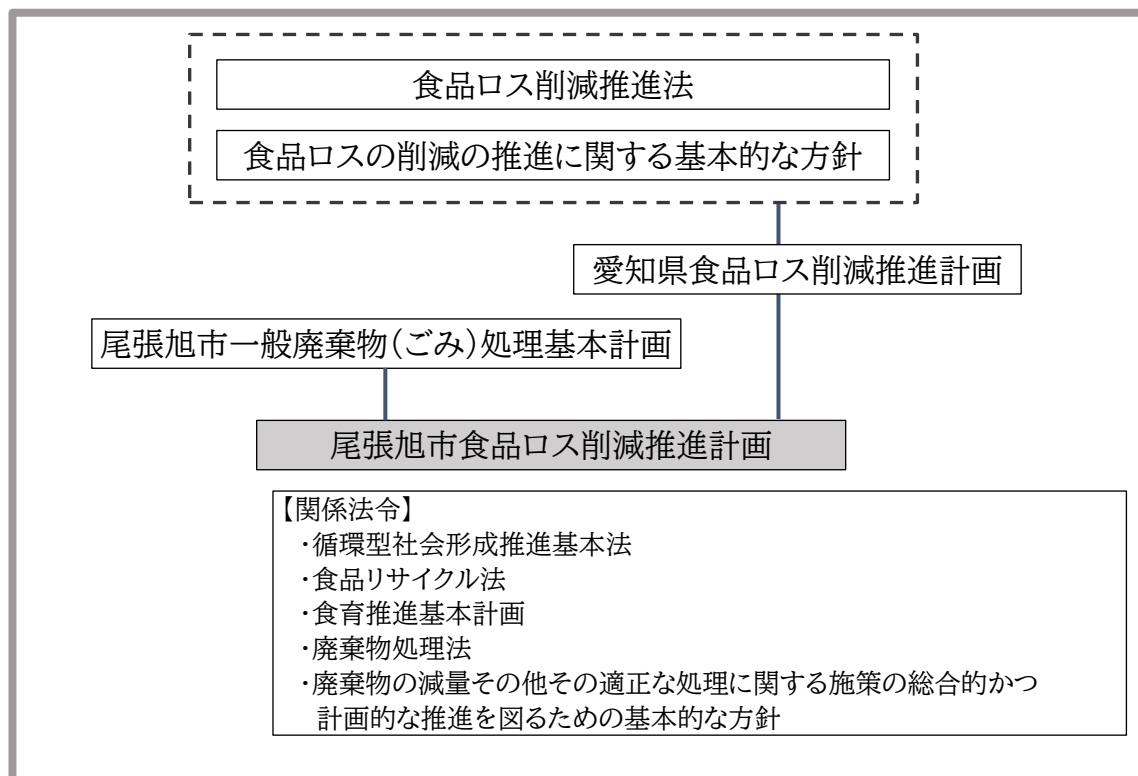 食品ロス削減推進法
食品ロスの削減の推進に関する基本的な方針
愛知県食品ロス削減推進計画
尾張旭市一般廃棄物(ごみ)処理基本計画
尾張旭市食品ロス削減推進計画
【関係法令】
・循環型社会形成推進基本法
・食品リサイクル法
・食育推進基本計画
・廃棄物処理法
・廃棄物の減量その他その適正な処理に関する施策の総合的かつ
計画的な推進を図るための基本的な方針